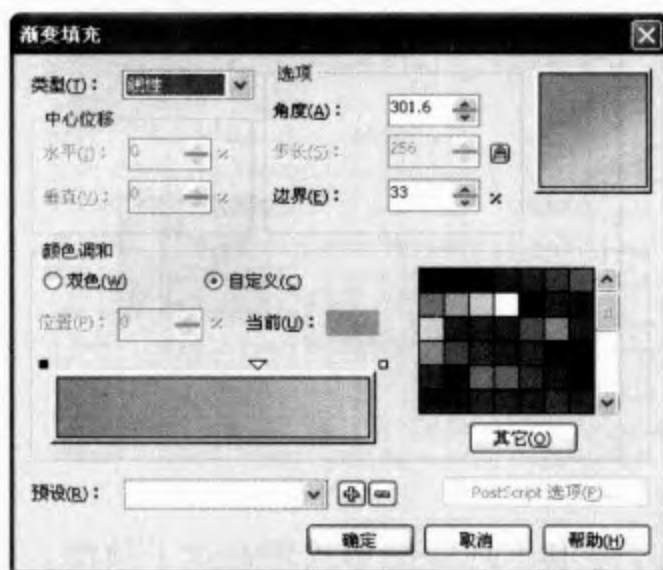 渐变填充
类型(T)： 线性
选项
角度(A)： 301.6
中心位移
水平(I)： 0 %
步长(S)： 256
垂直(V)： 0 %
边界(E)： 33 %
颜色调和
双色(W) 自定义(C)
位置(P)： 0 % 当前(U)：
其它(O)
预设(R)：
PostScript 选项(P)...
确定 取消 帮助(H)